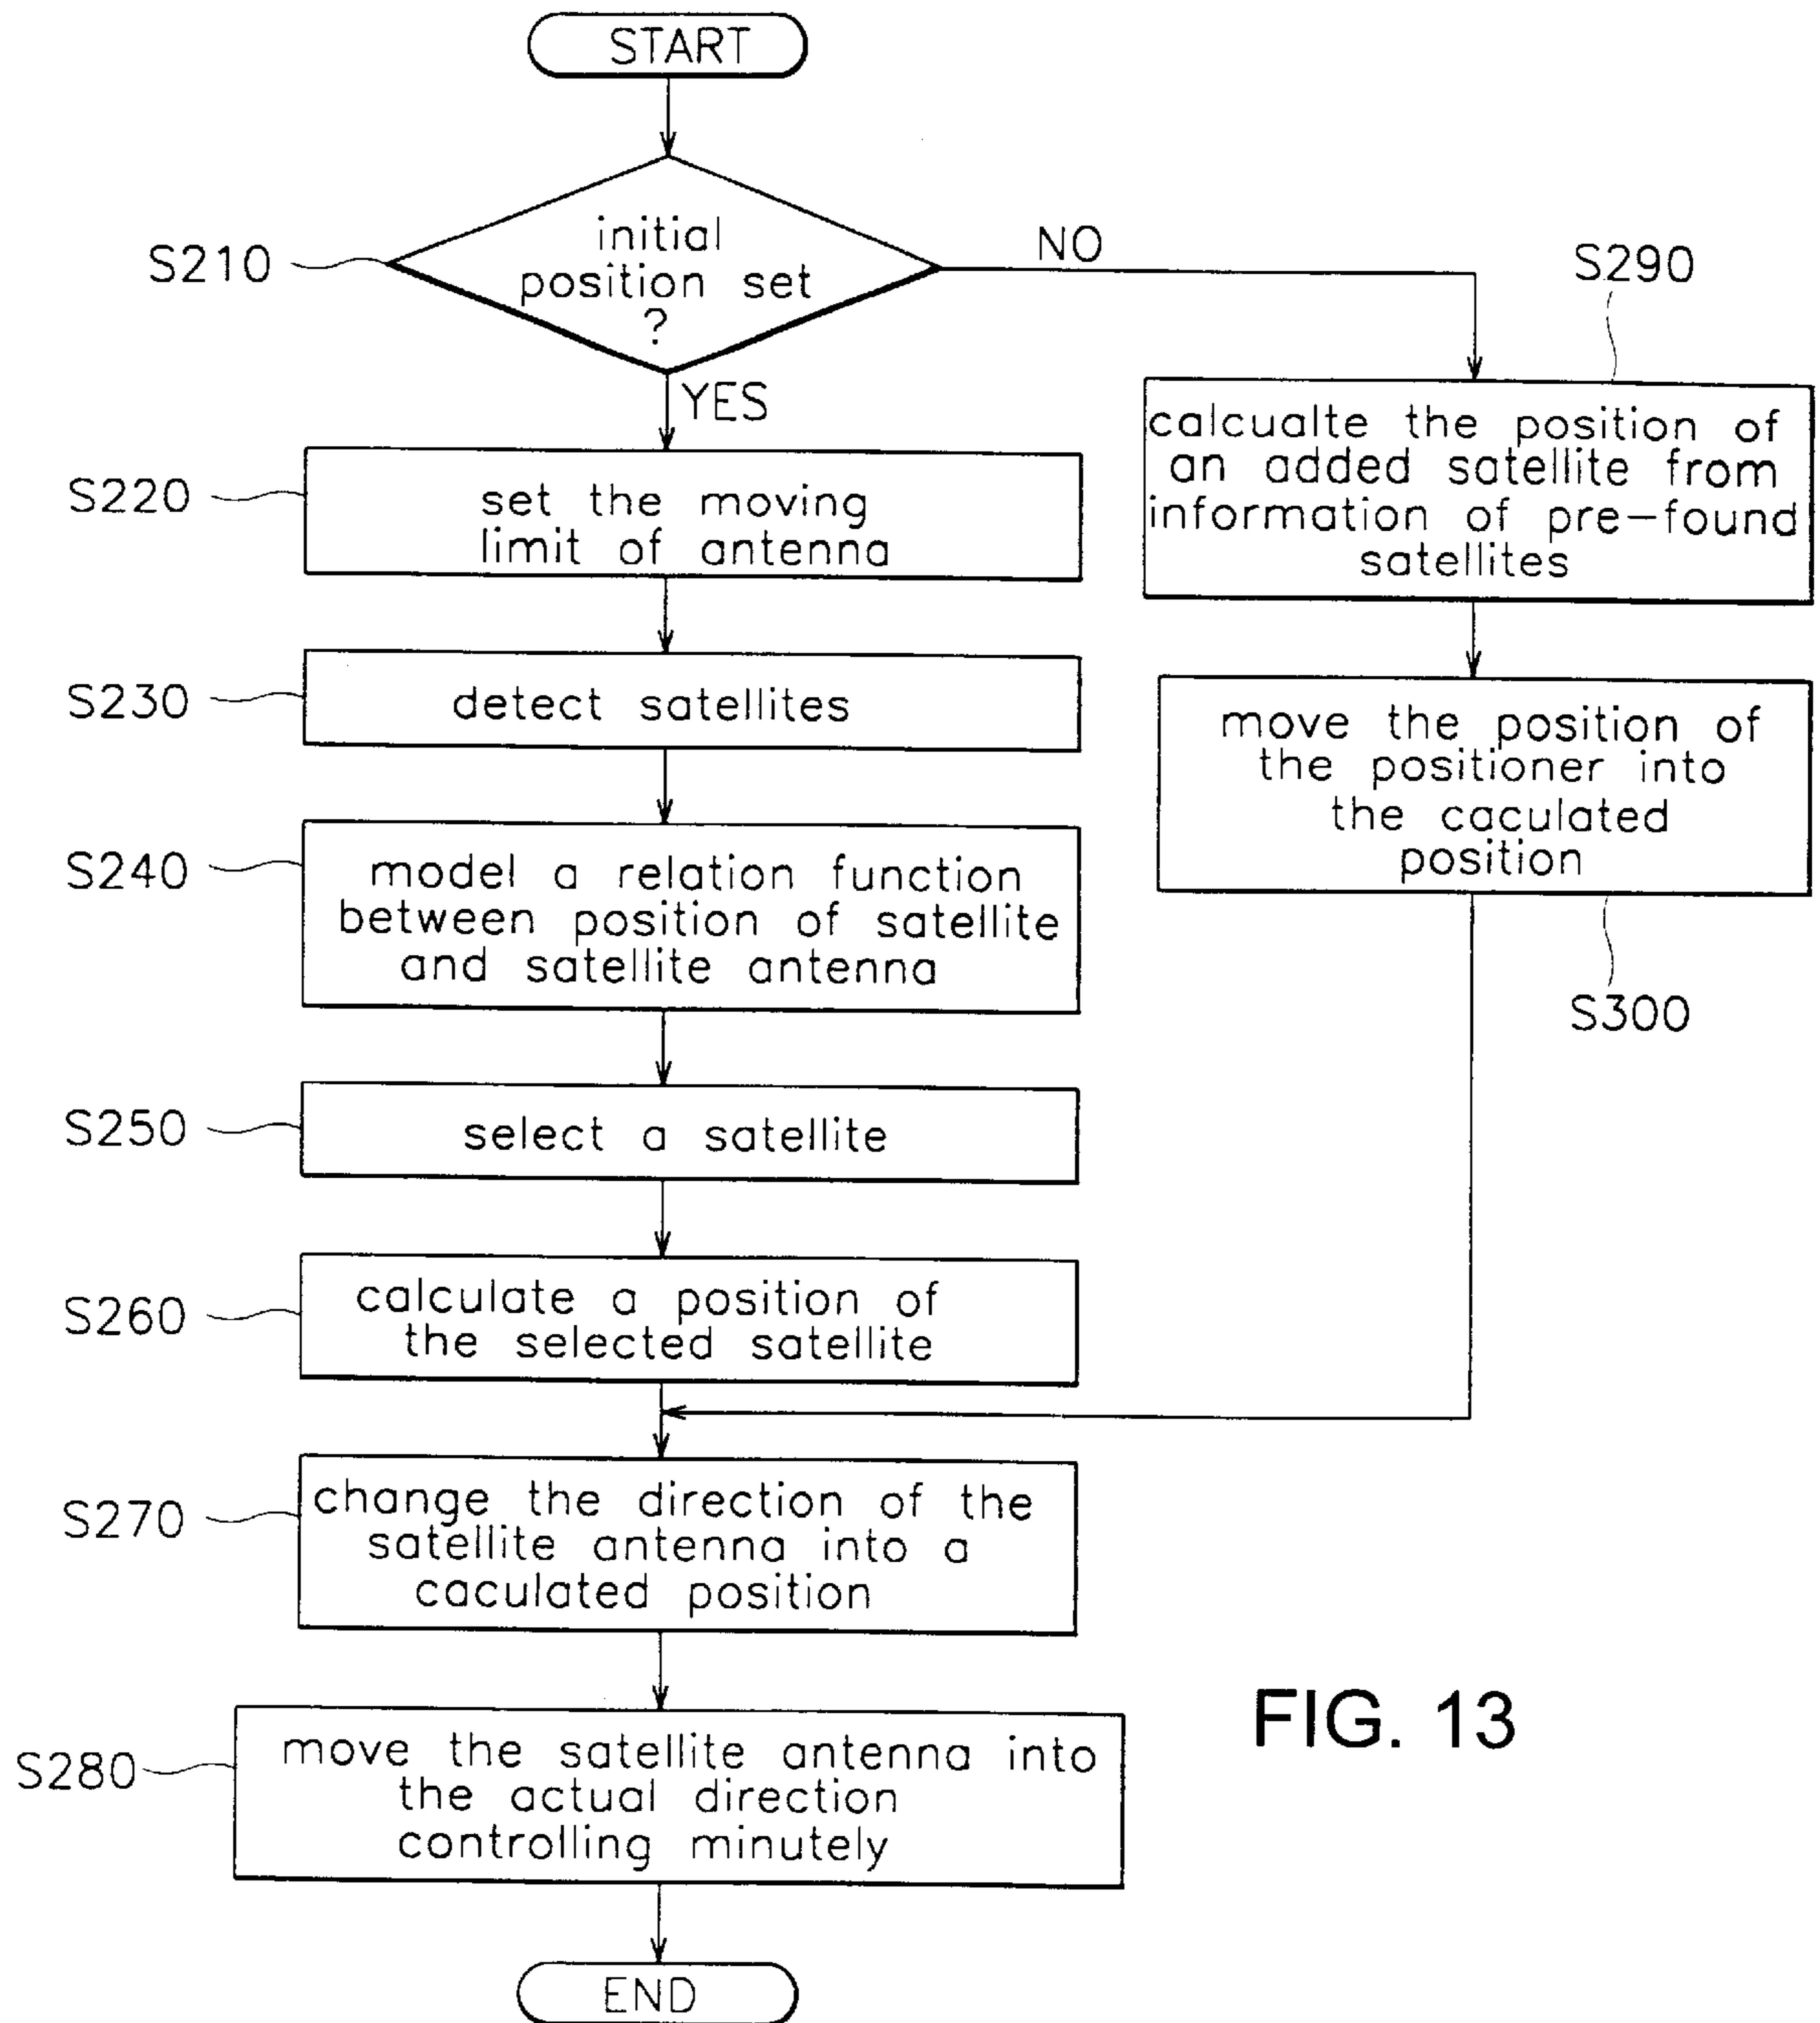 START
initial
position set
?
S210
NO
YES
S220
set the moving
limit of antenna
S230
detect satellites
S240
model a relation function
between position of satellite
and satellite antenna
S250
select a satellite
S260
calculate a position of
the selected satellite
S290
calcualte the position of
an added satellite from
information of pre-found
satellites
move the position of
the positioner into
the caculated
position
S300
S270
change the direction of the
satellite antenna into a
caculated position
S280
move the satellite antenna into
the actual direction
controlling minutely
END
FIG. 13